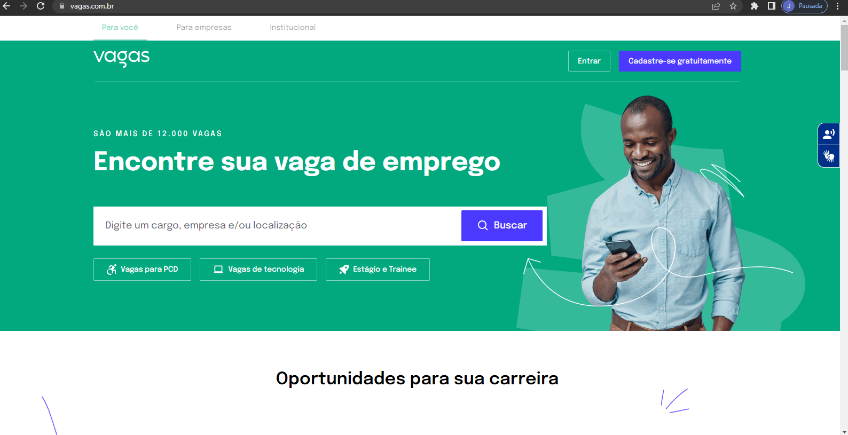 vagas.com.br
J Pausada
Para você Para empresas Institucional
vagas
Entrar Cadastre-se gratuitamente
SÃO MAIS DE 12.000 VAGAS
Encontre sua vaga de emprego
Digite um cargo, empresa e/ou localização Buscar
Vagas para PCD Vagas de tecnologia Estágio e Trainee
Oportunidades para sua carreira